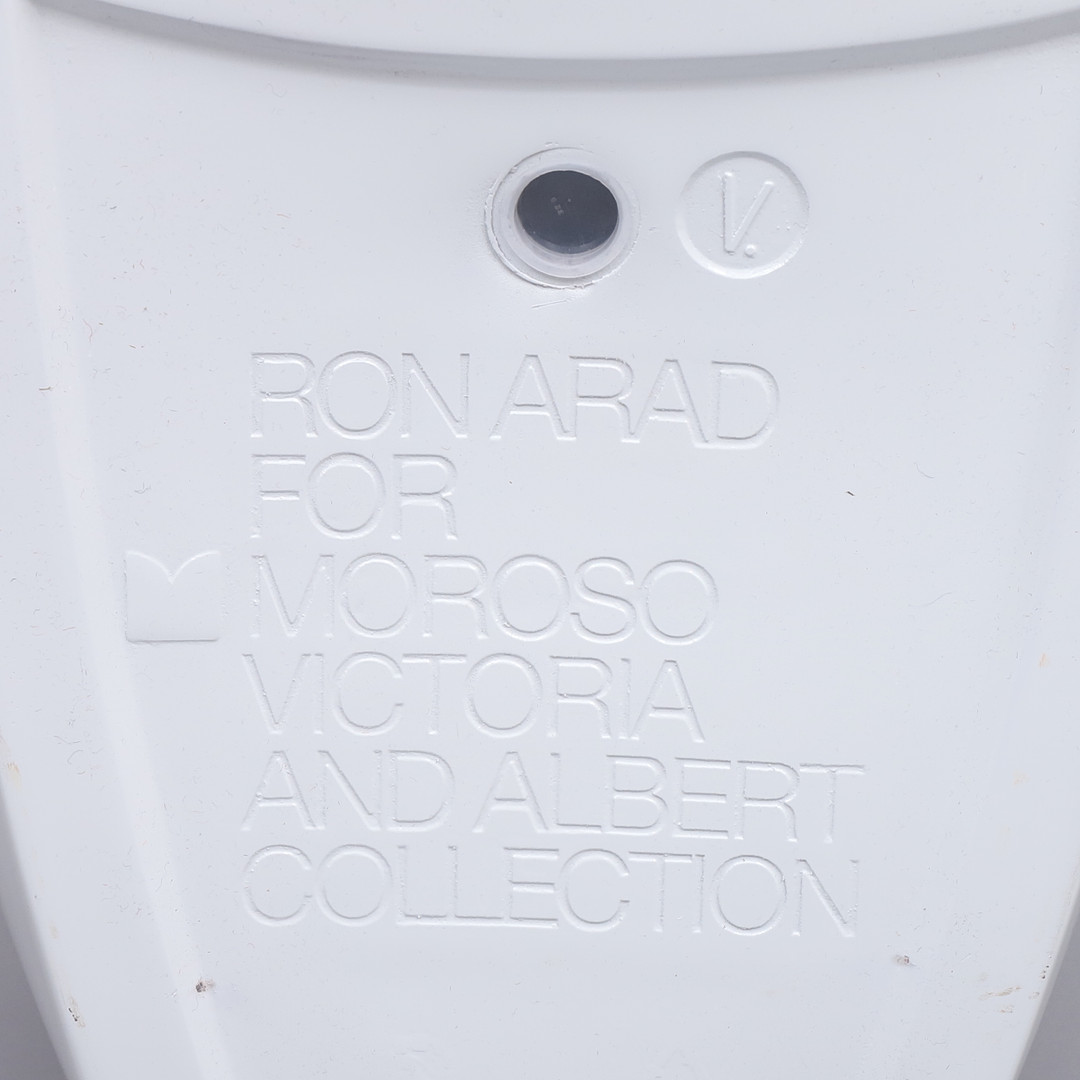 V.
RON ARAD
FOR
MOROSO
VICTORIA
AND ALBERT
COLLECTION